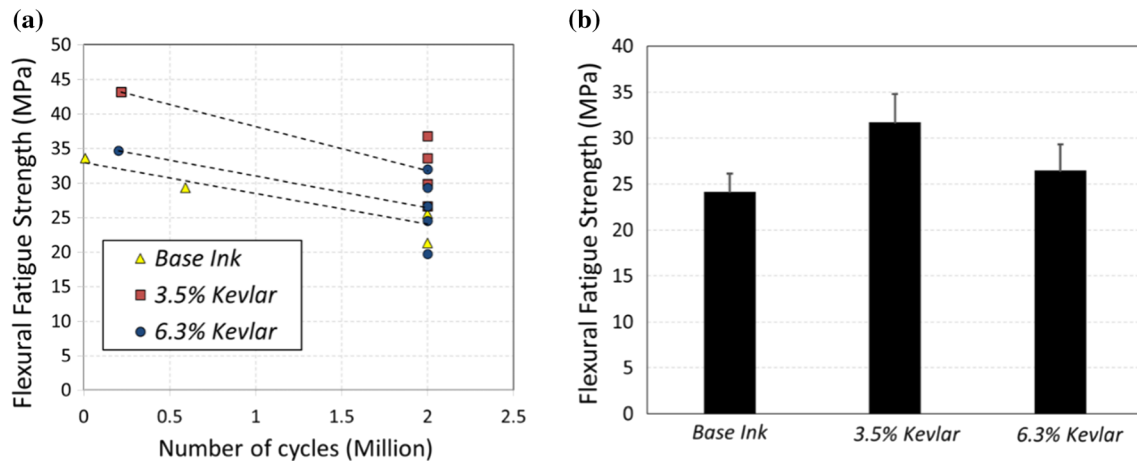 (a)
Flexural Fatigue Strength (MPa)
50
45
40
35
30
25
20
15
10
5
0
Base Ink
3.5% Kevlar
6.3% Kevlar
0 0.5 1 1.5 2 2.5
Number of cycles (Million)
(b)
Flexural Fatigue Strength (MPa)
40
35
30
25
20
15
10
5
0
Base Ink 3.5% Kevlar 6.3% Kevlar